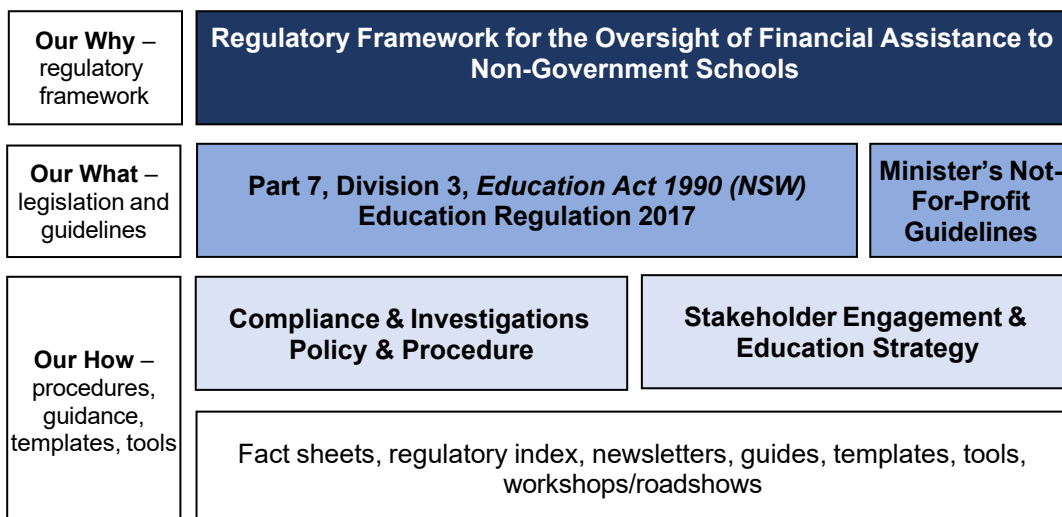 Our Why –
regulatory
framework
Regulatory Framework for the Oversight of Financial Assistance to
Non-Government Schools
Our What –
legislation and
guidelines
Part 7, Division 3, Education Act 1990 (NSW)
Education Regulation 2017
Minister’s Not-
For-Profit
Guidelines
Our How –
procedures,
guidance,
templates, tools
Compliance & Investigations
Policy & Procedure
Stakeholder Engagement &
Education Strategy
Fact sheets, regulatory index, newsletters, guides, templates, tools,
workshops/roadshows